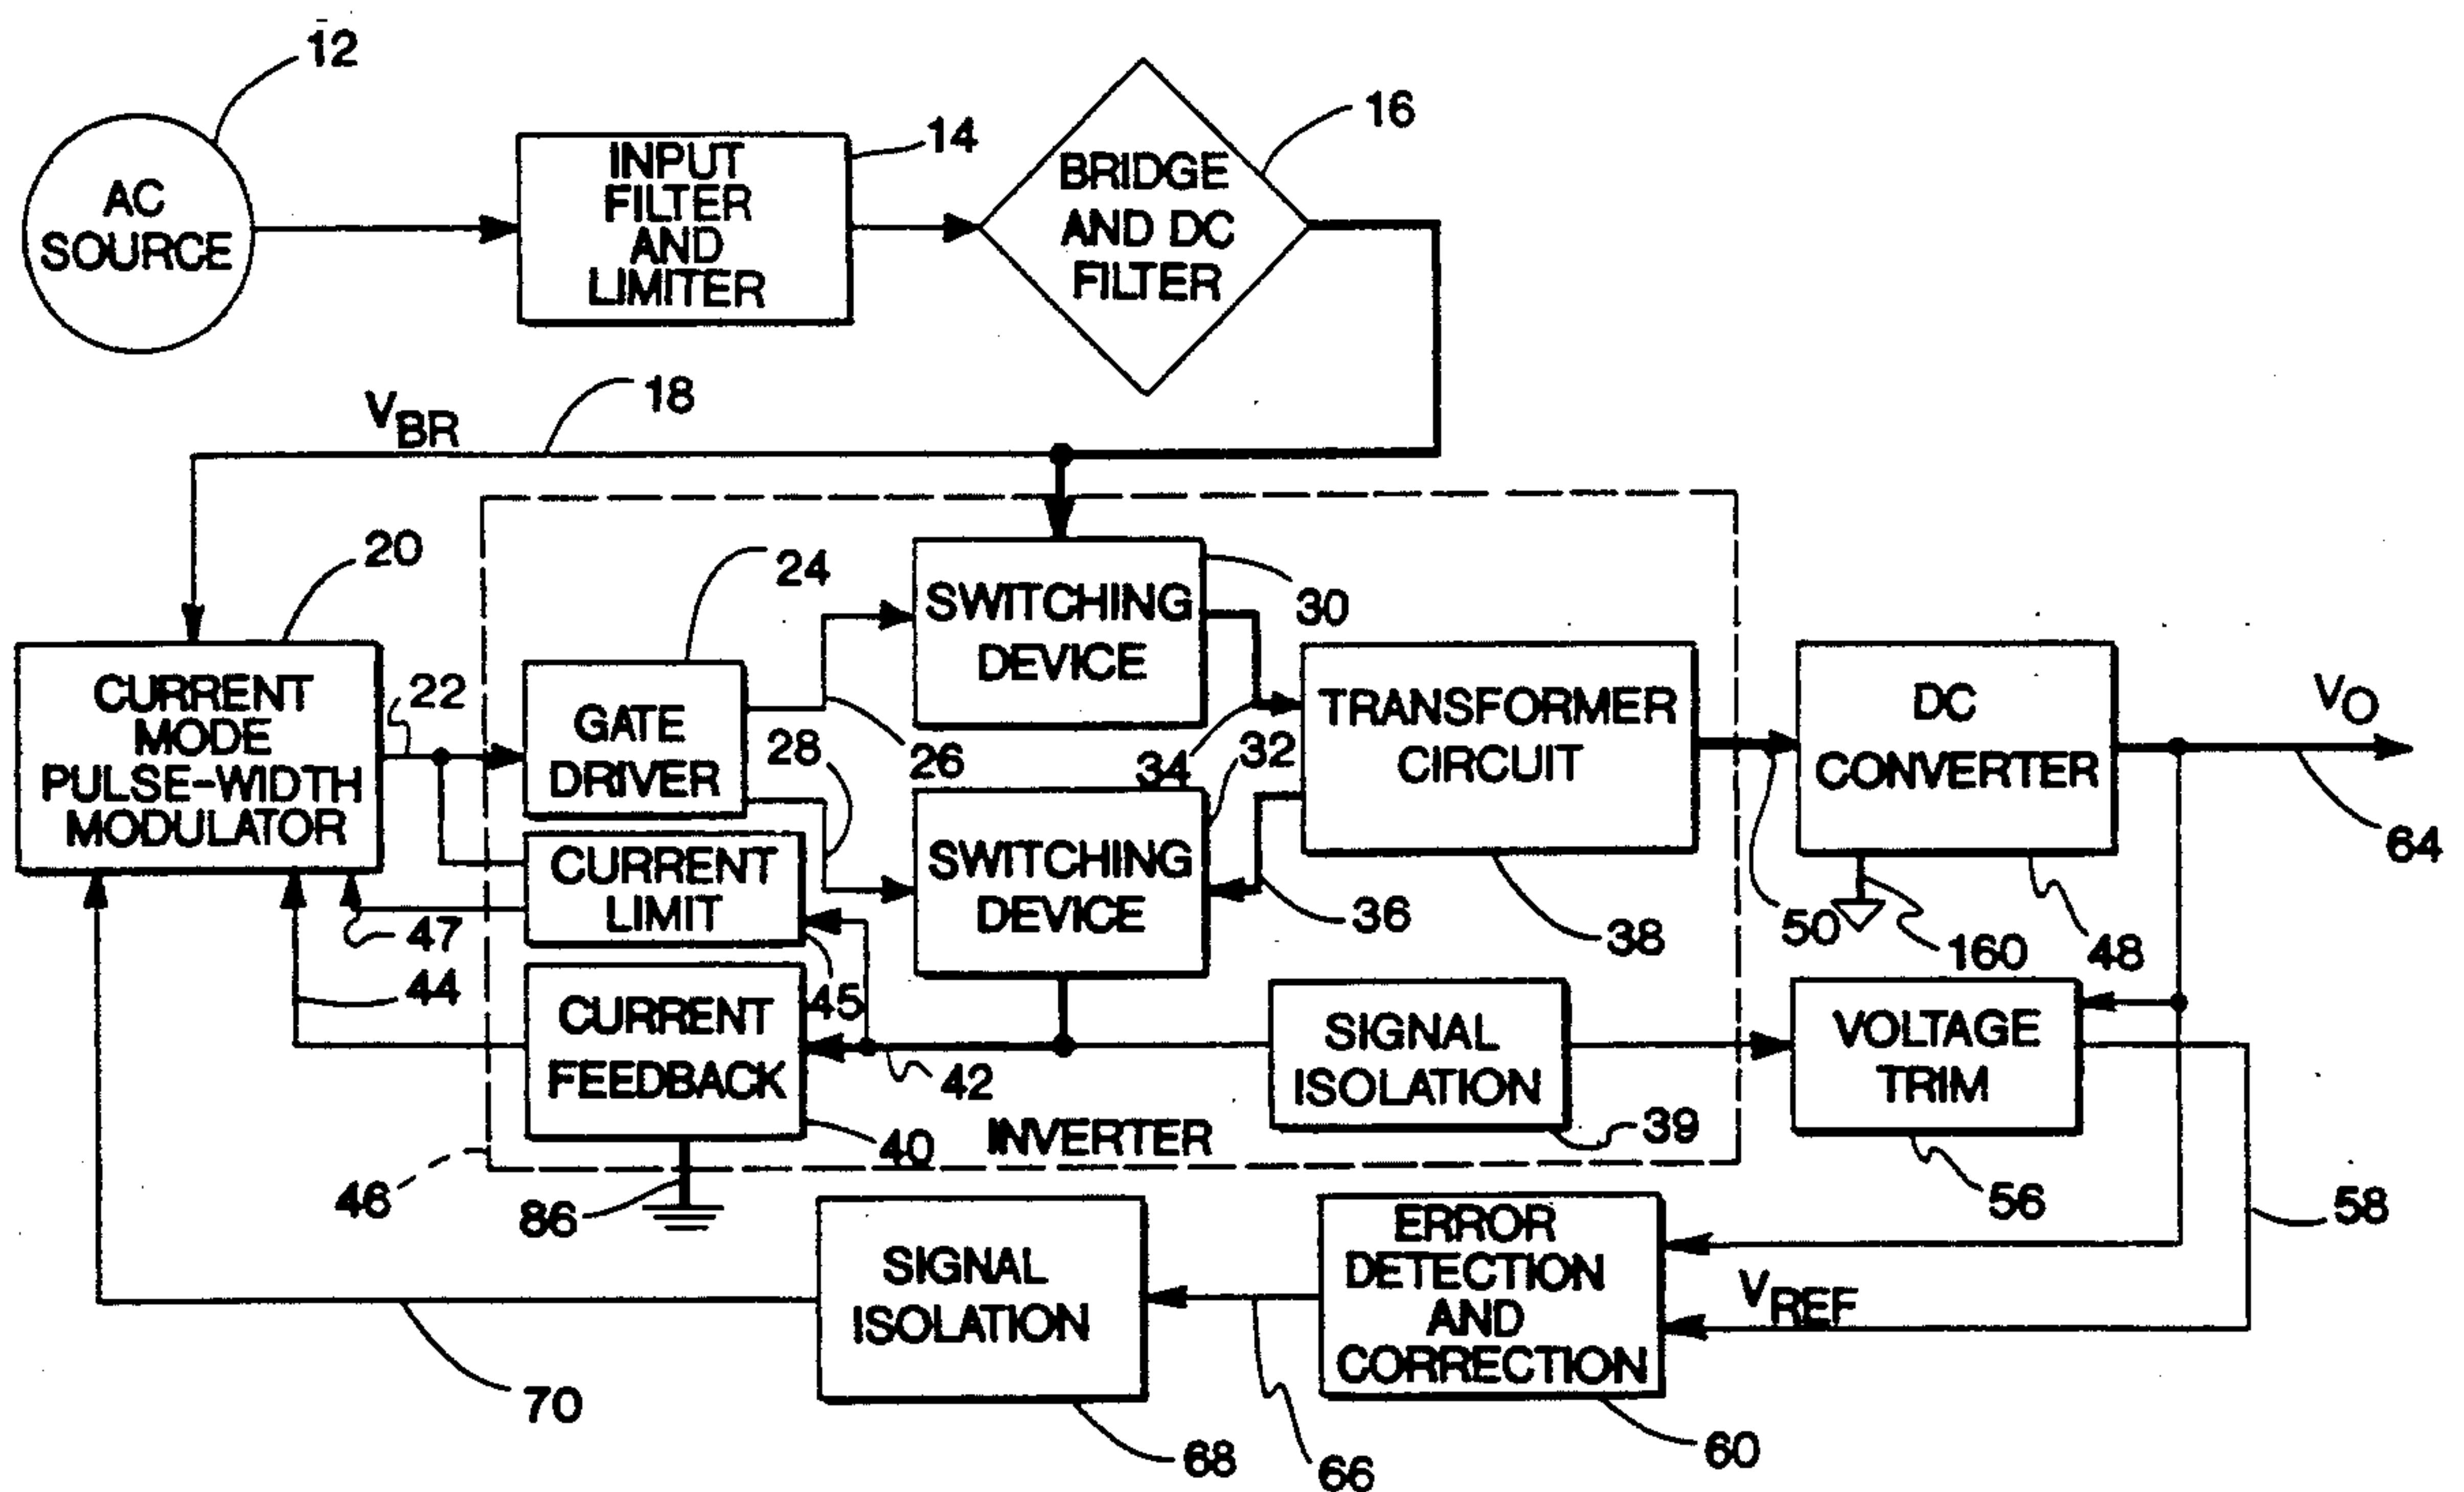 12
AC
SOURCE
INPUT
FILTER
AND
LIMITER
14
BRIDGE
AND DC
FILTER
16
VBR
18
20
CURRENT
MODE
PULSE-WIDTH
MODULATOR
22
24
GATE
DRIVER
28
26
SWITCHING
DEVICE
30
34
32
TRANSFORMER
CIRCUIT
38
DC
CONVERTER
VO
64
50
160
48
CURRENT
LIMIT
45
47
44
SWITCHING
DEVICE
36
CURRENT
FEEDBACK
40
42
INVERTER
SIGNAL
ISOLATION
39
VOLTAGE
TRIM
56
58
46
86
SIGNAL
ISOLATION
68
66
ERROR
DETECTION
AND
CORRECTION
60
VREF
70